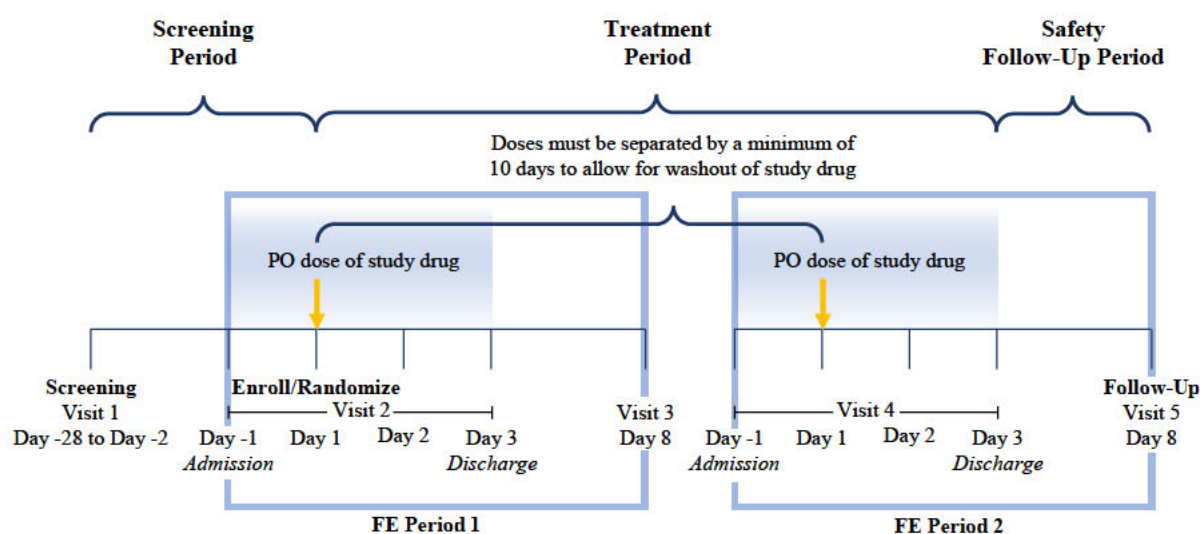 Screening
Period
Treatment
Period
Safety
Follow-Up Period
Doses must be separated by a minimum of
10 days to allow for washout of study drug
PO dose of study drug
PO dose of study drug
Screening
Visit 1
Day -28 to Day -2
Enroll/Randomize
Visit 2
Day -1
Admission
Day 1
Day 2
Day 3
Discharge
Visit 3
Day 8
Visit 4
Day -1
Admission
Day 1
Day 2
Day 3
Discharge
Follow-Up
Visit 5
Day 8
FE Period 1
FE Period 2